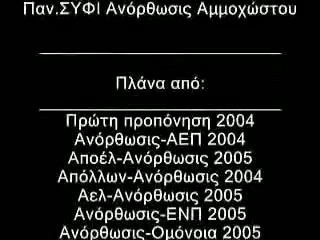 Παν.ΣΥΦΙ Ανόρθωσις Αμμοχώστου
Πλάνα από:
Πρώτη προπόνηση 2004
Ανόρθωσις-ΑΕΠ 2004
Αποέλ-Ανόρθωσις 2005
Απόλλων-Ανόρθωσις 2004
Αελ-Ανόρθωσις 2005
Ανόρθωσις-ΕΝΠ 2005
Ανόρθωσις-Ομόνοια 2005